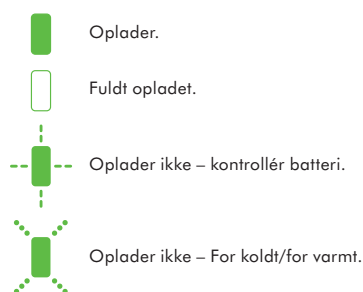 Oplader.
Fuldt opladet.
Oplader ikke – kontrollér batteri.
Oplader ikke – For koldt/for varmt.